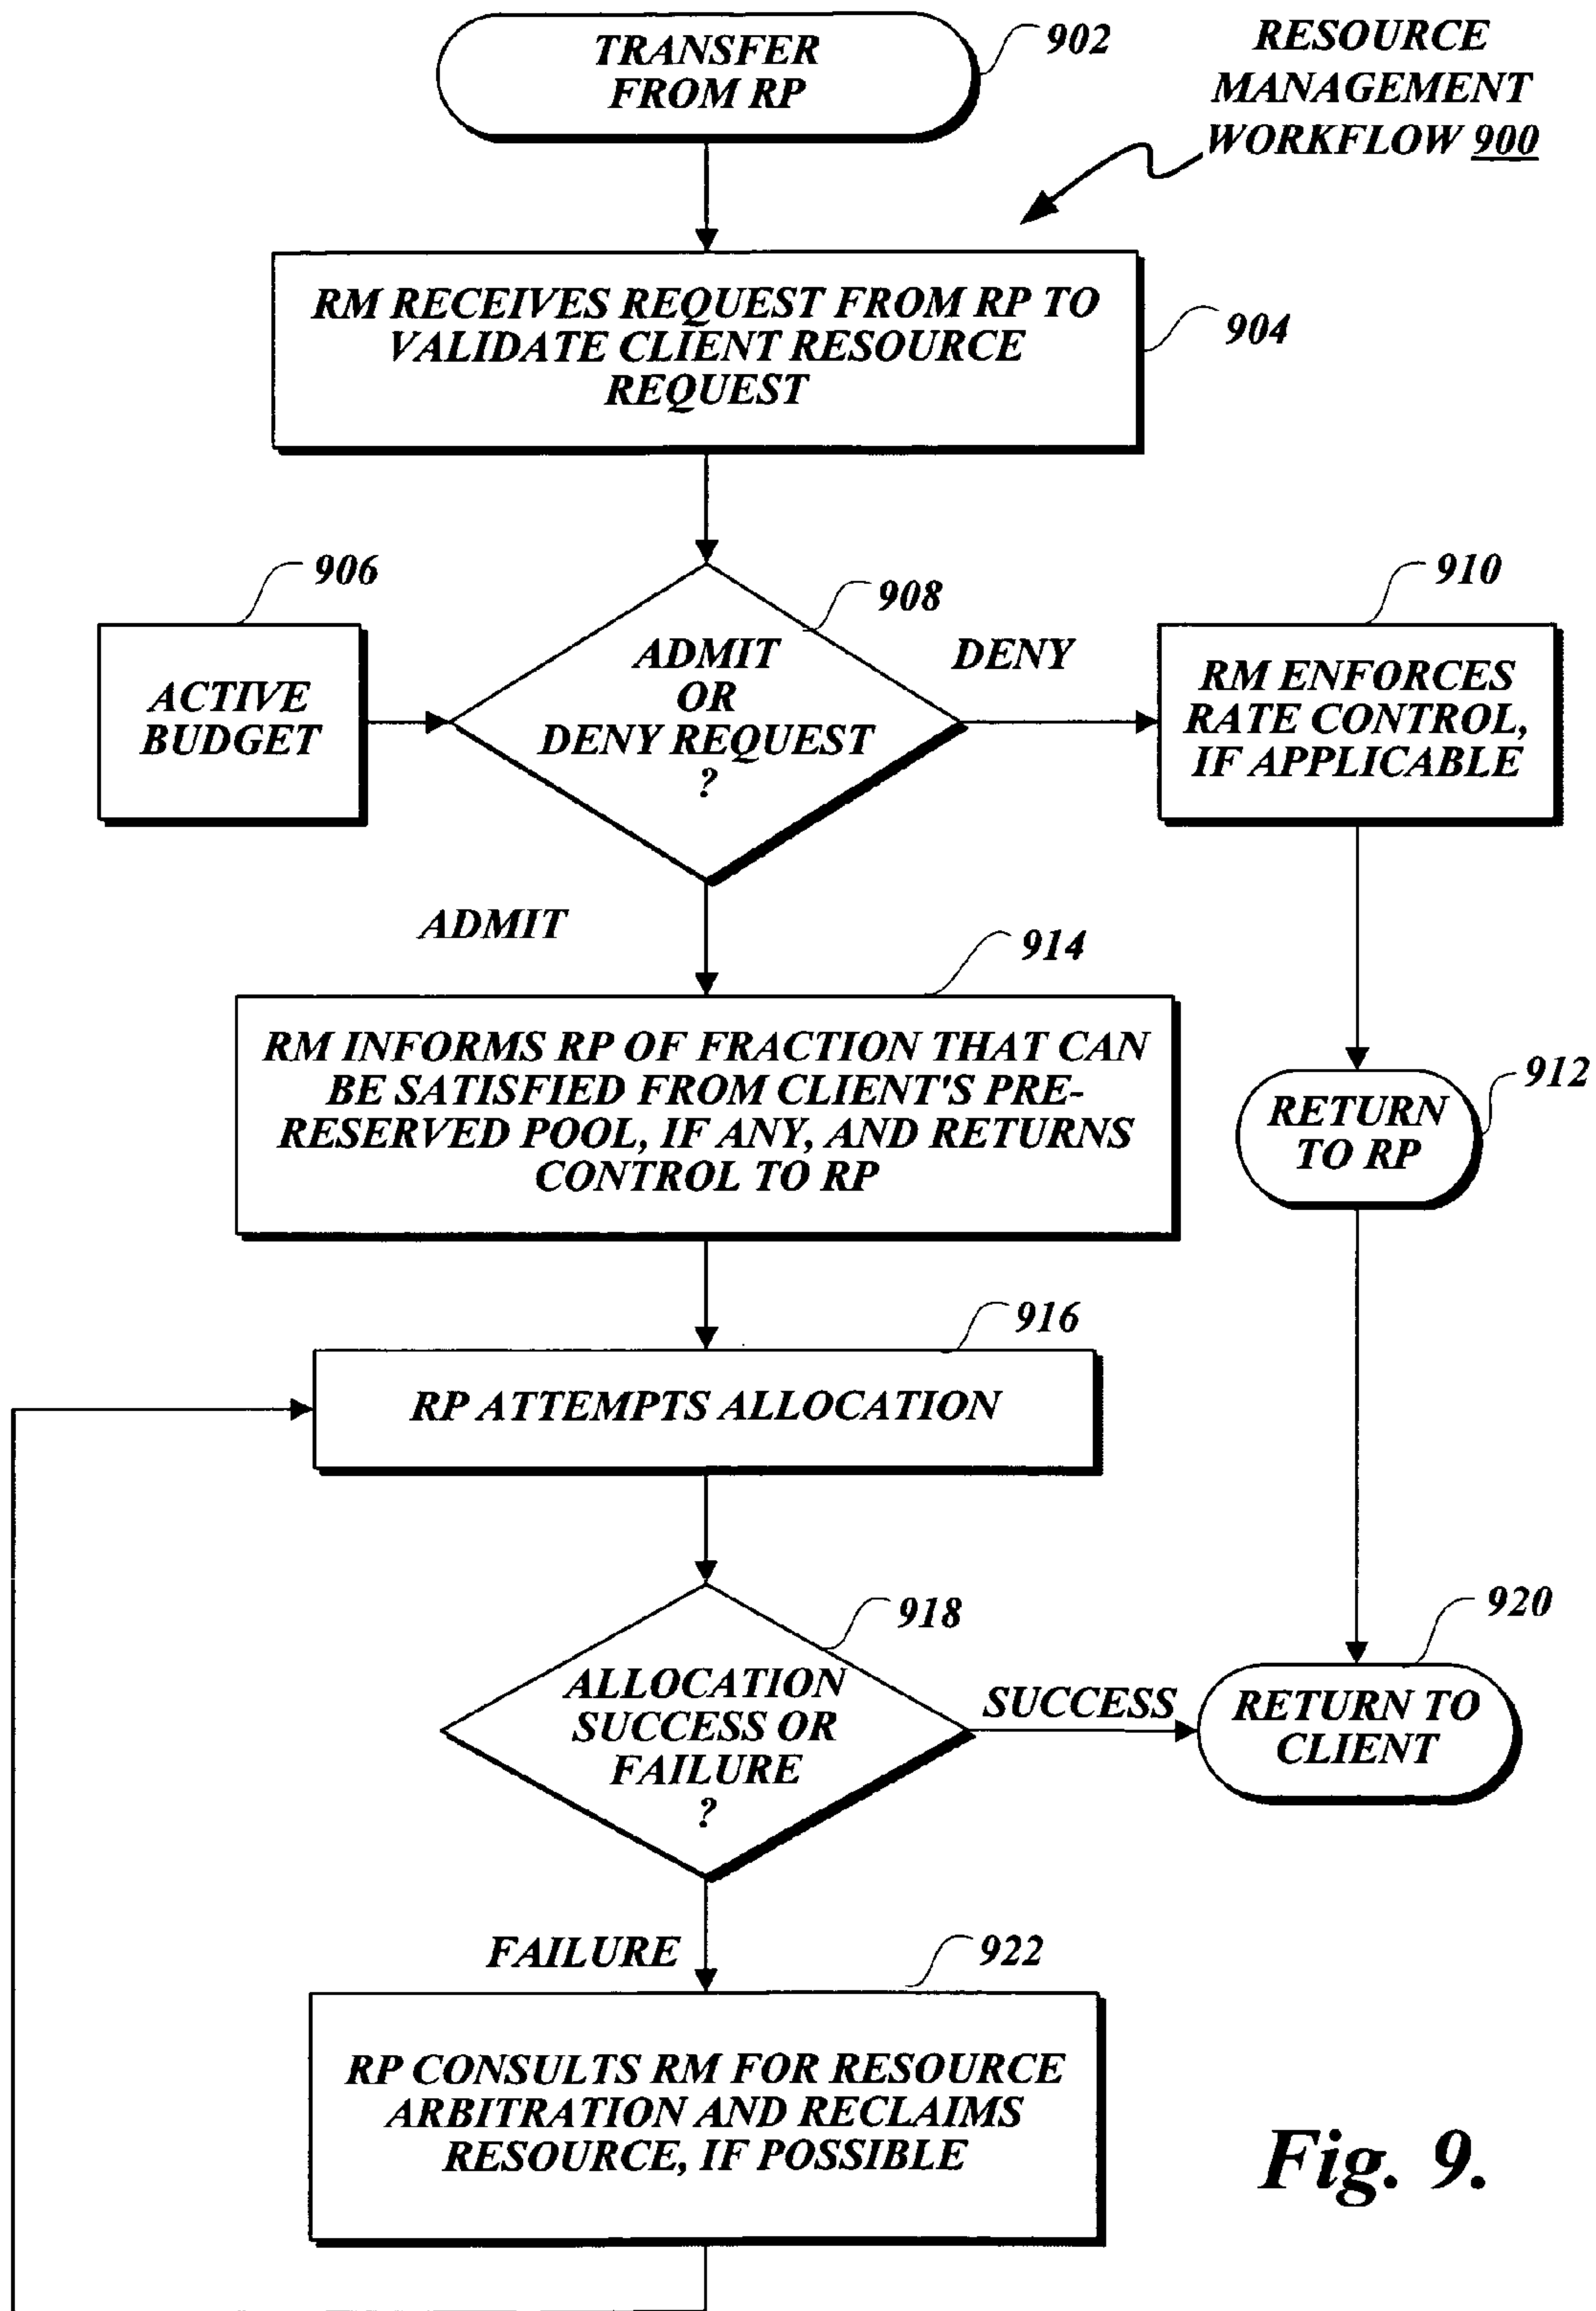 TRANSFER
FROM RP
902
RESOURCE
MANAGEMENT
WORKFLOW 900
RM RECEIVES REQUEST FROM RP TO
VALIDATE CLIENT RESOURCE
REQUEST
904
906
ACTIVE
BUDGET
908
ADMIT
OR
DENY REQUEST
?
DENY
910
RM ENFORCES
RATE CONTROL,
IF APPLICABLE
ADMIT
914
RM INFORMS RP OF FRACTION THAT CAN
BE SATISFIED FROM CLIENT'S PRE-
RESERVED POOL, IF ANY, AND RETURNS
CONTROL TO RP
912
RETURN
TO RP
916
RP ATTEMPTS ALLOCATION
918
ALLOCATION
SUCCESS OR
FAILURE
?
SUCCESS
920
RETURN TO
CLIENT
FAILURE
922
RP CONSULTS RM FOR RESOURCE
ARBITRATION AND RECLAIMS
RESOURCE, IF POSSIBLE
Fig. 9.